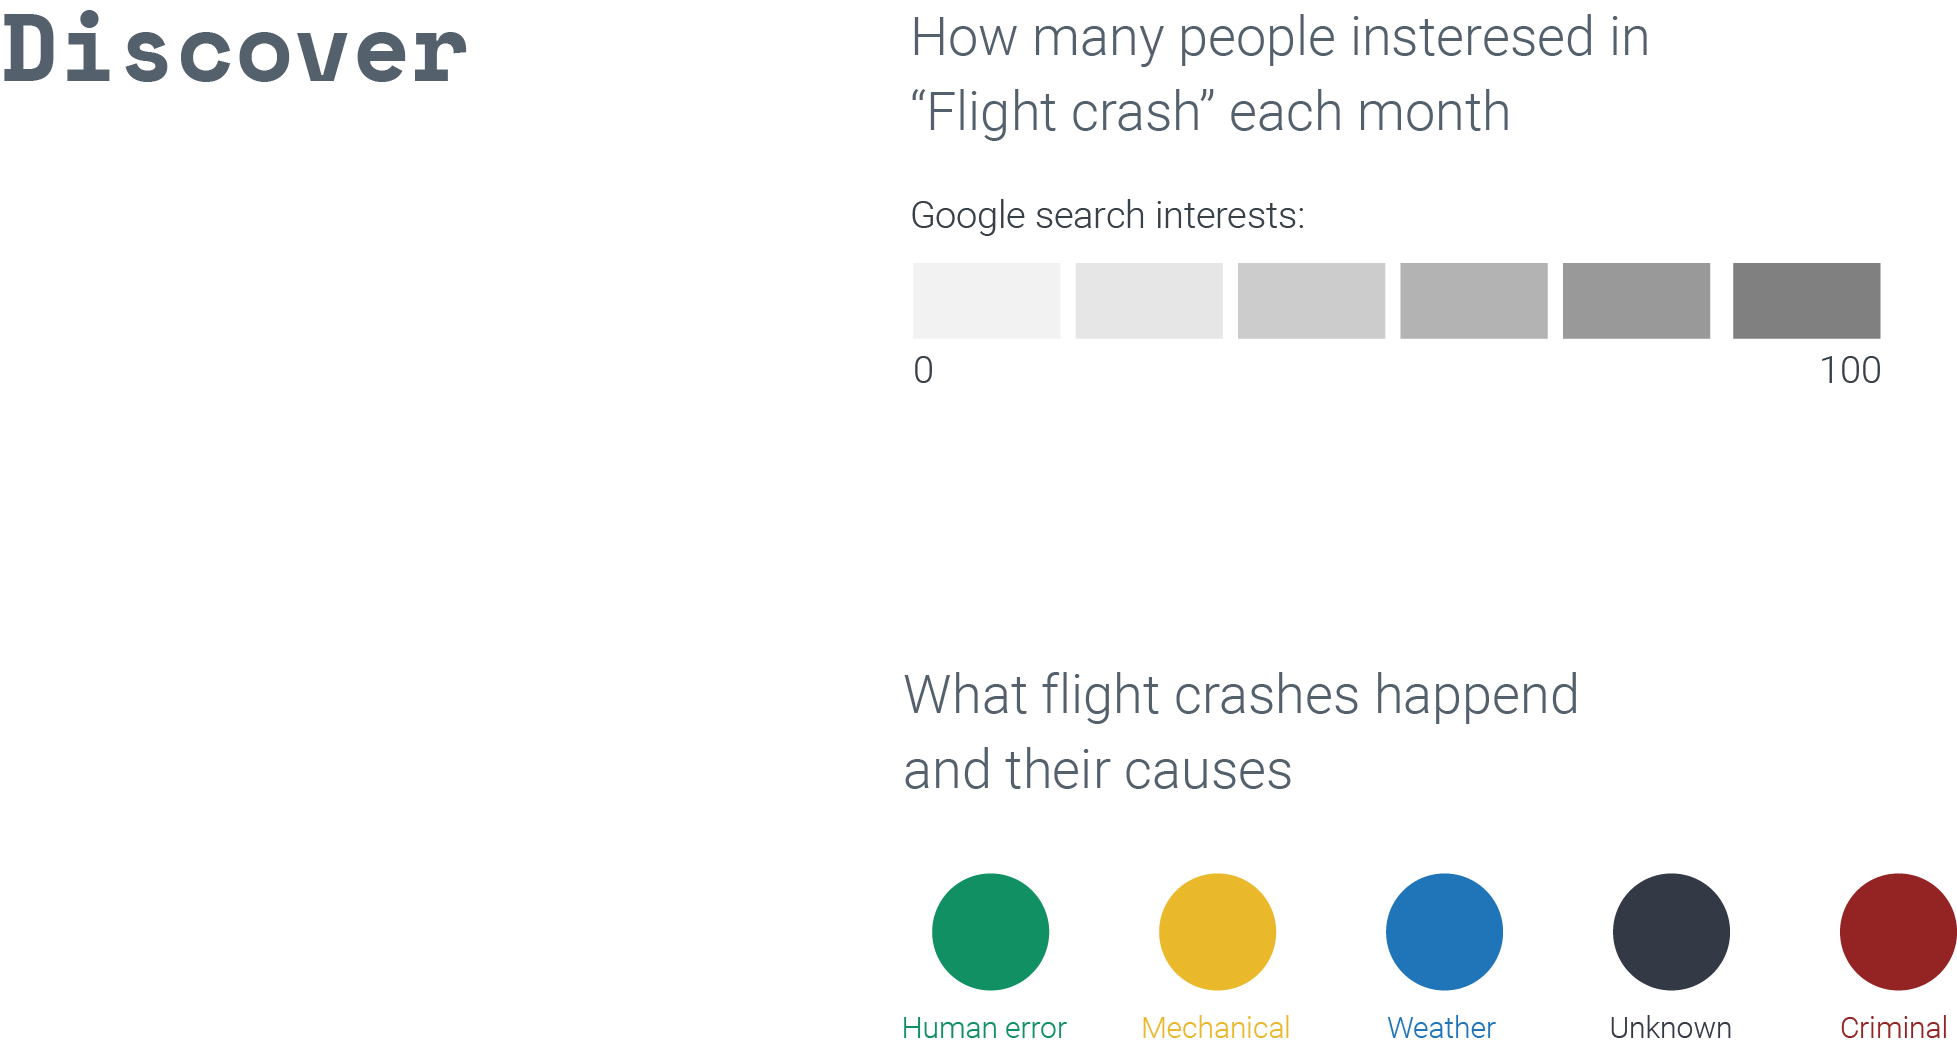 Discover
How many people insteresed in
“Flight crash” each month
Google search interests:
0 100
What flight crashes happend
and their causes
Human error Mechanical Weather Unknown Criminal